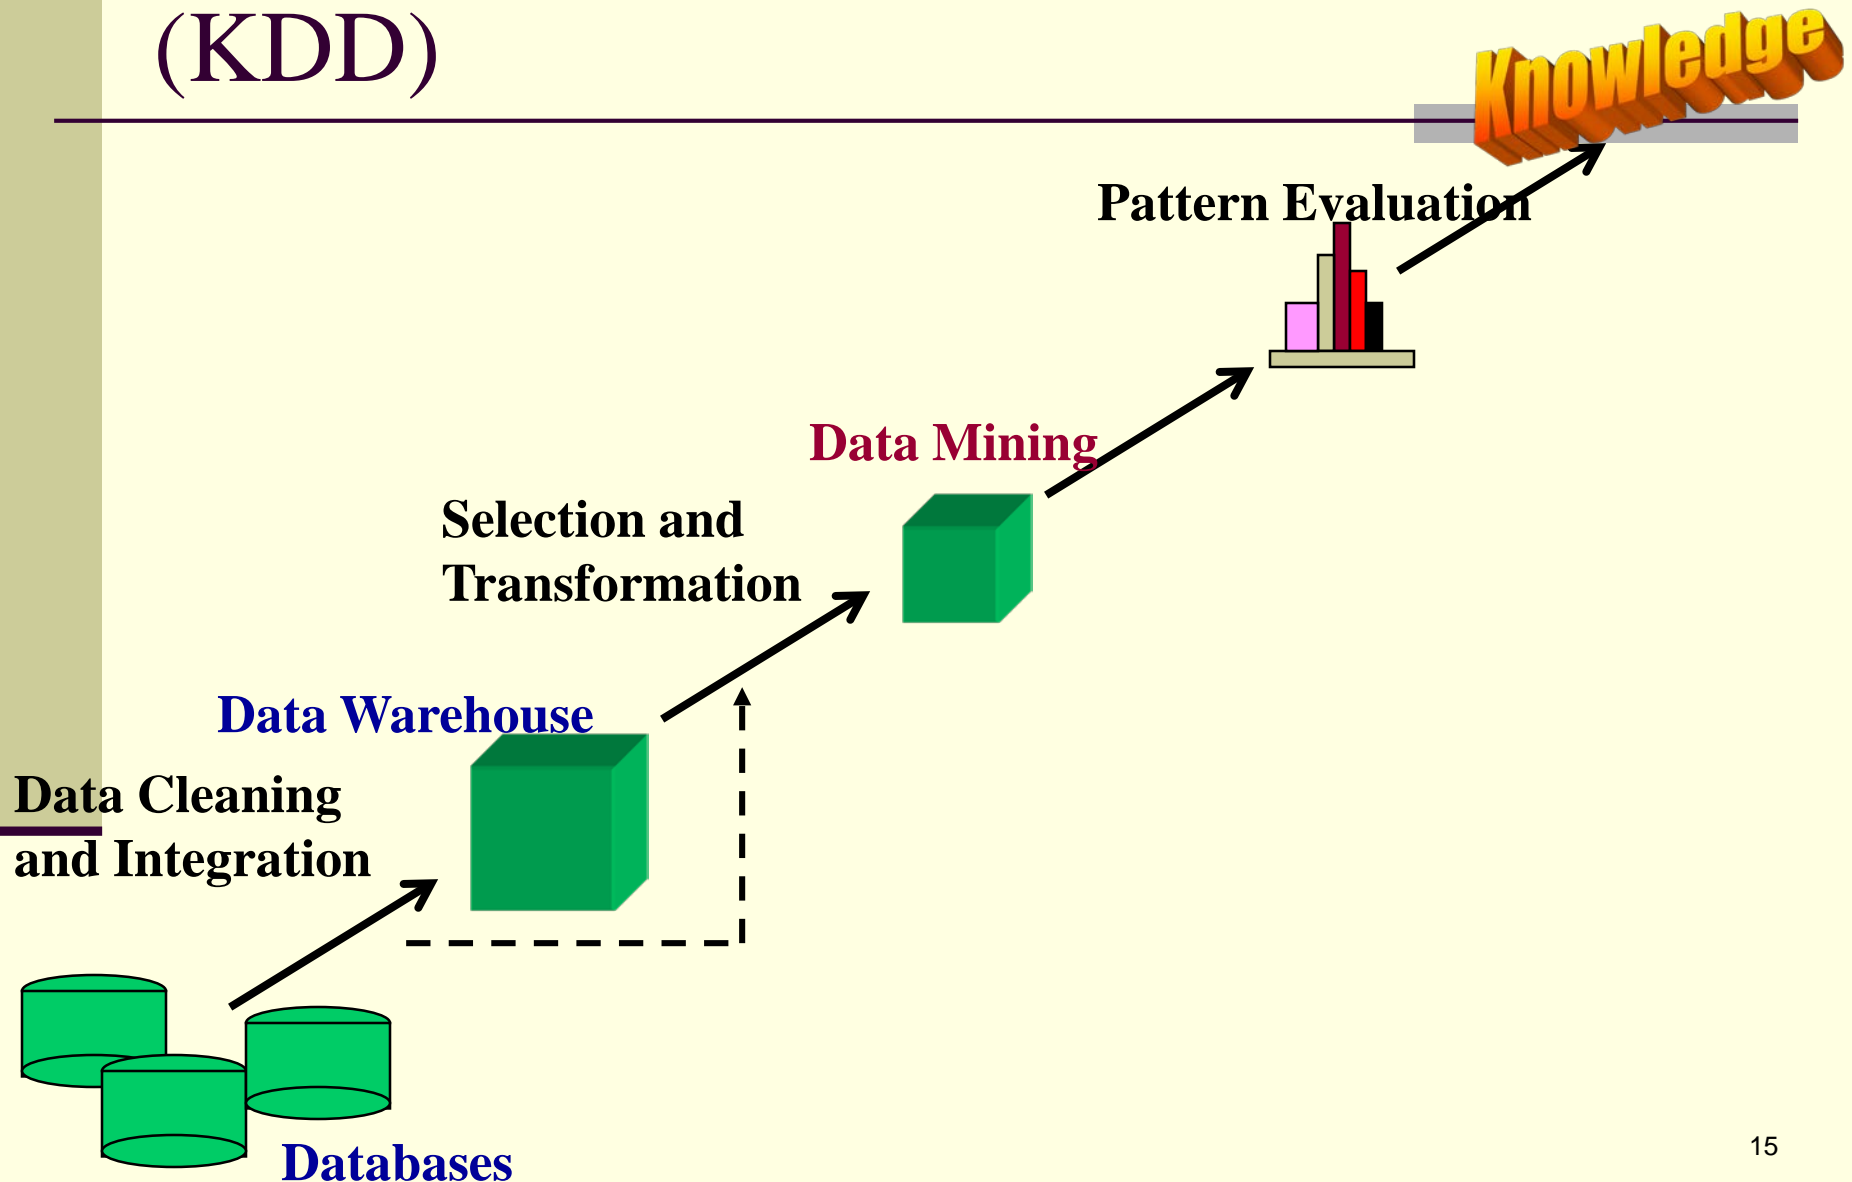 (KDD)
Knowledge
Pattern Evaluation
Data Mining
Selection and
Transformation
Data Warehouse
Data Cleaning
and Integration
Databases
15